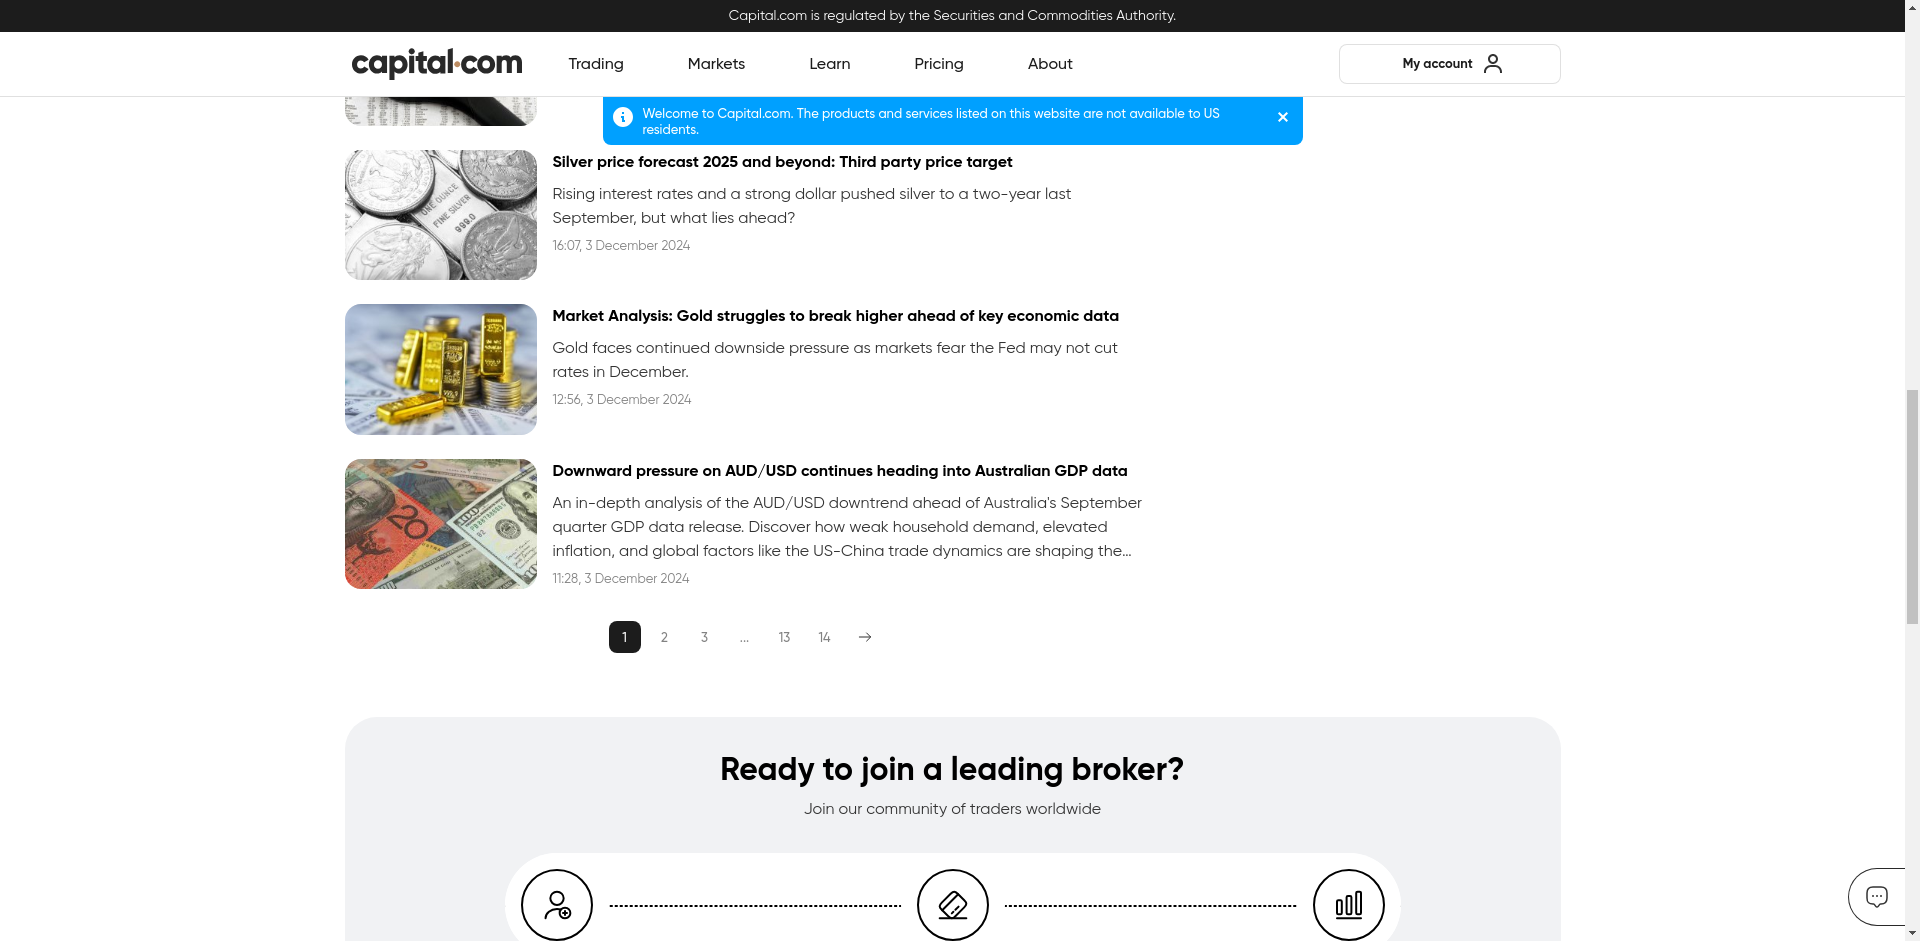 Capital.com is regulated by the Securities and Commodities Authority.
capital.com
Trading
Markets
Learn
Pricing
About
My account
Welcome to Capital.com. The products and services listed on this website are not available to US
residents.
Silver price forecast 2025 and beyond: Third party price target
Rising interest rates and a strong dollar pushed silver to a two-year last
September, but what lies ahead?
16:07, 3 December 2024
ONE OUNCE
FINE SILVER
999.0
Market Analysis: Gold struggles to break higher ahead of key economic data
Gold faces continued downside pressure as markets fear the Fed may not cut
rates in December.
12:56, 3 December 2024
Downward pressure on AUD/USD continues heading into Australian GDP data
An in-depth analysis of the AUD/USD downtrend ahead of Australia's September
quarter GDP data release. Discover how weak household demand, elevated
inflation, and global factors like the US-China trade dynamics are shaping the...
11:28, 3 December 2024
20
100
1 2 3 ... 13 14
Ready to join a leading broker?
Join our community of traders worldwide